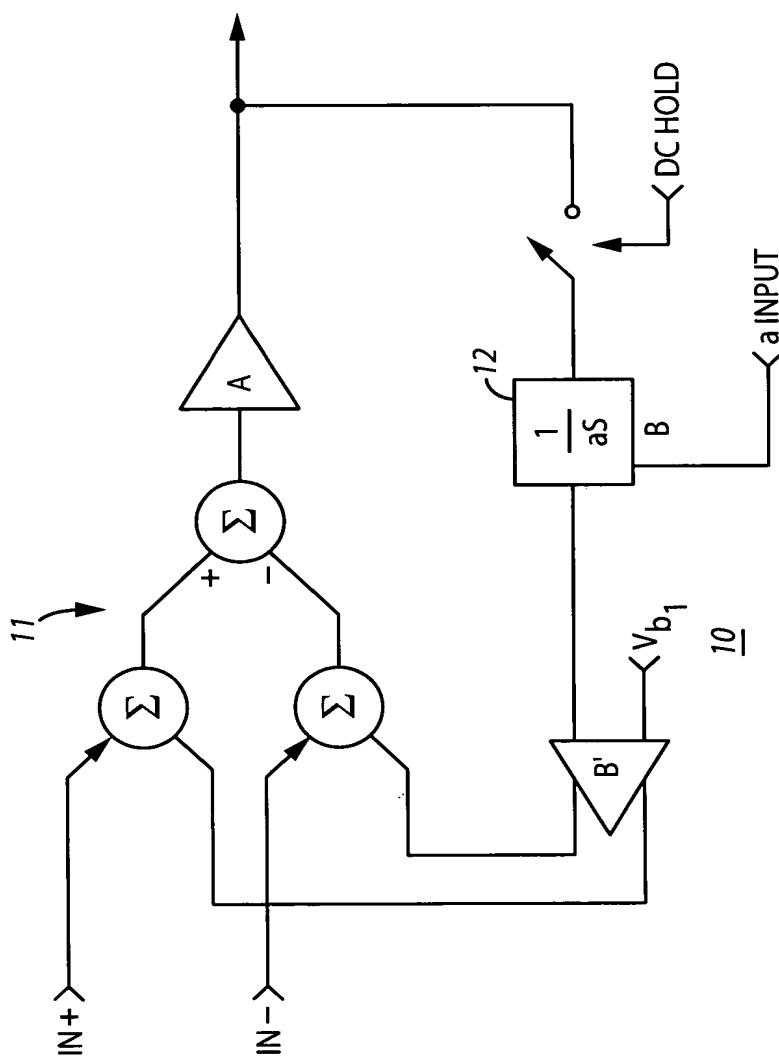 11
IN+
IN-
Σ
Σ
+
-
Σ
A
12
1
aS
B
B'
Vb1
10
DC HOLD
a INPUT